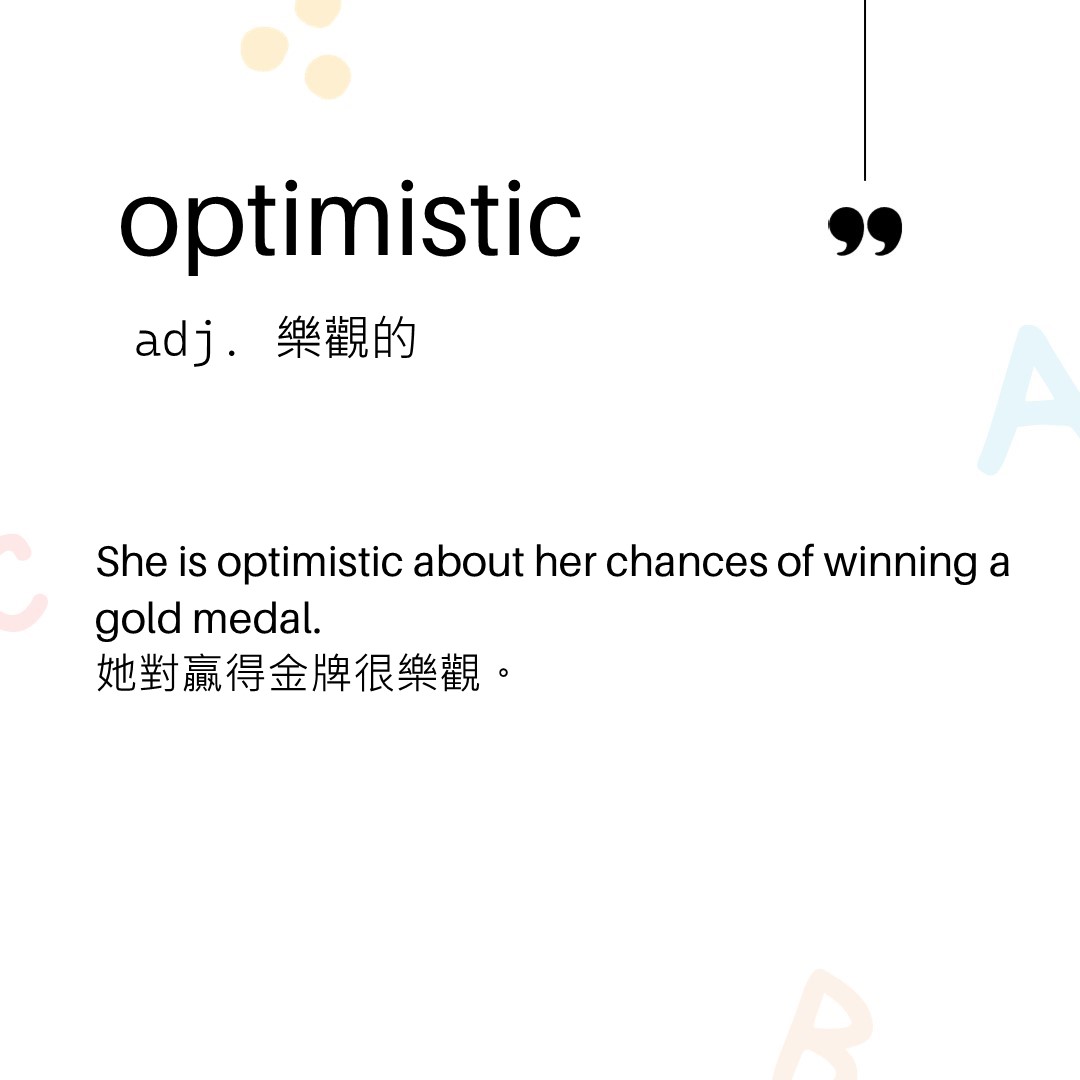 optimistic
”
adj. 樂觀的
A
C
She is optimistic about her chances of winning a
gold medal.
她對贏得金牌很樂觀。
B